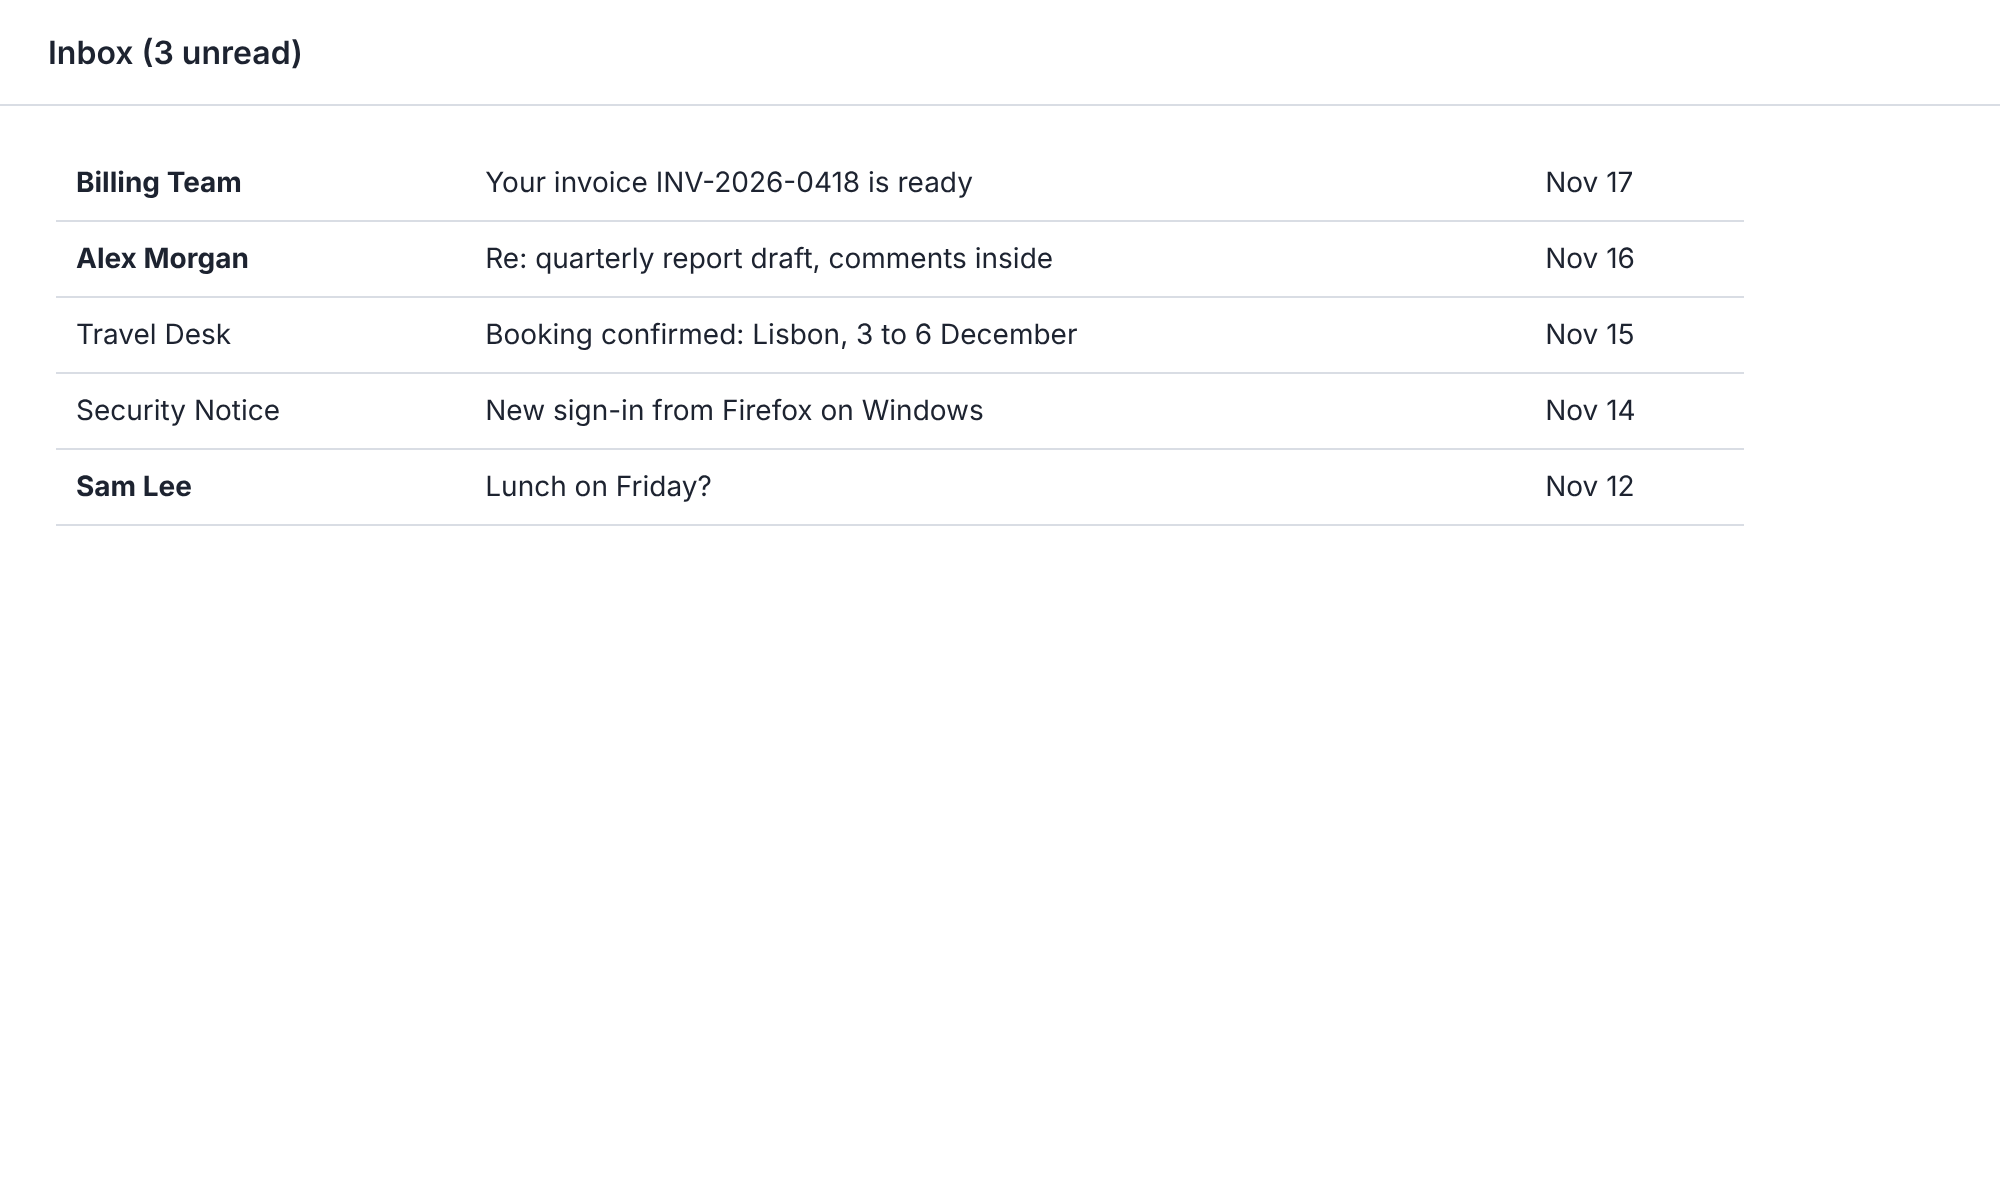 Inbox (3 unread)
Billing Team Your invoice INV-2026-0418 is ready Nov 17
Alex Morgan Re: quarterly report draft, comments inside Nov 16
Travel Desk Booking confirmed: Lisbon, 3 to 6 December Nov 15
Security Notice New sign-in from Firefox on Windows Nov 14
Sam Lee Lunch on Friday? Nov 12